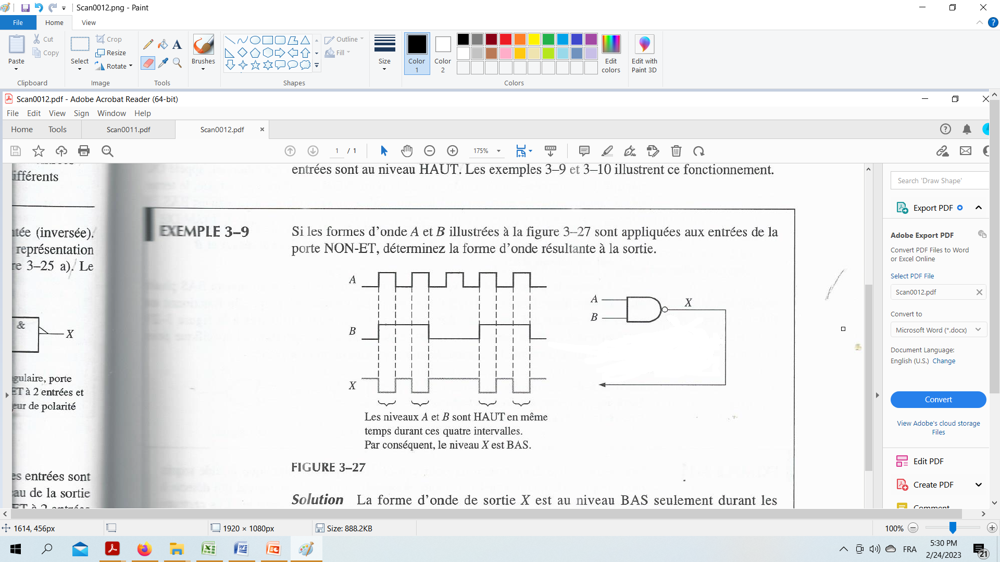 Scan0012.png - Paint
File Home View
Cut
Copy
Paste
Clipboard
Select
Crop
Resize
Rotate
Image
A
Tools
Brushes
Shapes
Outline
Fill
Size
Color 1
Color 2
Colors
Edit colors
Edit with Paint 3D
Scan0012.pdf - Adobe Acrobat Reader (64-bit)
File Edit View Sign Window Help
Home Tools Scan0011.pdf Scan0012.pdf
1 / 1 175%
ifférents
ntée (inversée).
représentation
re 3–25 a). Le
&
X
gulaire, porte
ET à 2 entrées et
eur de polarité
es entrées sont
au de la sortie
ET à 2 entrées
entrées sont au niveau HAUT. Les exemples 3–9 et 3–10 illustrent ce fonctionnement.
EXEMPLE 3–9
Si les formes d’onde A et B illustrées à la figure 3–27 sont appliquées aux entrées de la
porte NON-ET, déterminez la forme d’onde résultante à la sortie.
A
B
X
A
B
X
Les niveaux A et B sont HAUT en même
temps durant ces quatre intervalles.
Par conséquent, le niveau X est BAS.
FIGURE 3–27
Solution La forme d’onde de sortie X est au niveau BAS seulement durant les
Search 'Draw Shape'
Export PDF
Adobe Export PDF
Convert PDF Files to Word
or Excel Online
Select PDF File
Scan0012.pdf
Convert to
Microsoft Word (*.docx)
Document Language:
English (U.S.) Change
Convert
View Adobe's cloud storage
Files
Edit PDF
Create PDF
Comment
1614, 456px
1920 × 1080px
Size: 888.2KB
100%
FRA
5:30 PM
2/24/2023
21